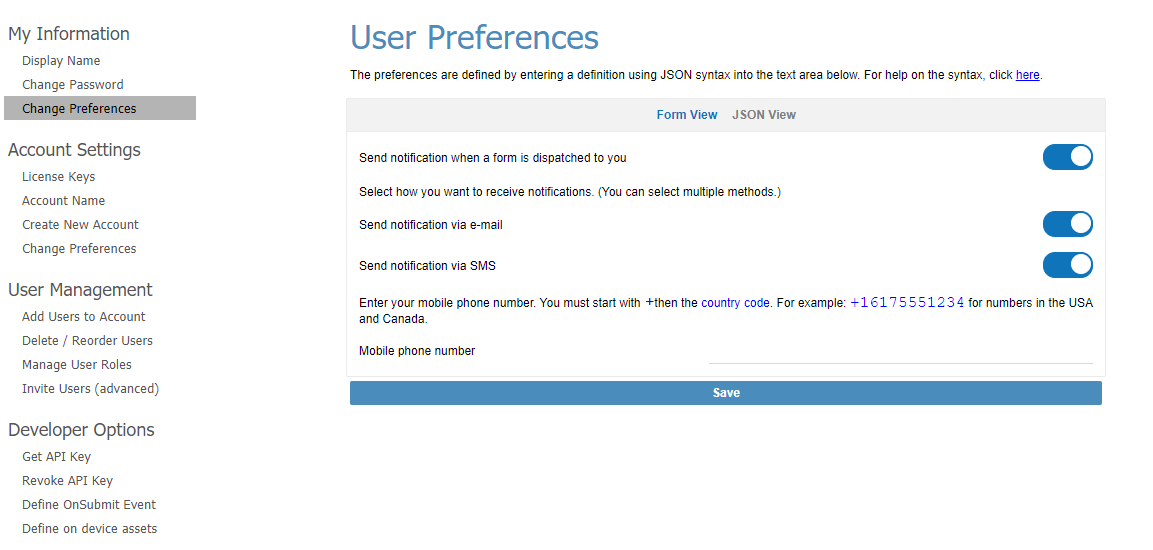 My Information
Display Name
Change Password
Change Preferences
Account Settings
License Keys
Account Name
Create New Account
Change Preferences
User Management
Add Users to Account
Delete / Reorder Users
Manage User Roles
Invite Users (advanced)
Developer Options
Get API Key
Revoke API Key
Define OnSubmit Event
Define on device assets
User Preferences
The preferences are defined by entering a definition using JSON syntax into the text area below. For help on the syntax, click here.
Form View JSON View
Send notification when a form is dispatched to you
Select how you want to receive notifications. (You can select multiple methods.)
Send notification via e-mail
Send notification via SMS
Enter your mobile phone number. You must start with +then the country code. For example: +16175551234 for numbers in the USA
and Canada.
Mobile phone number
Save